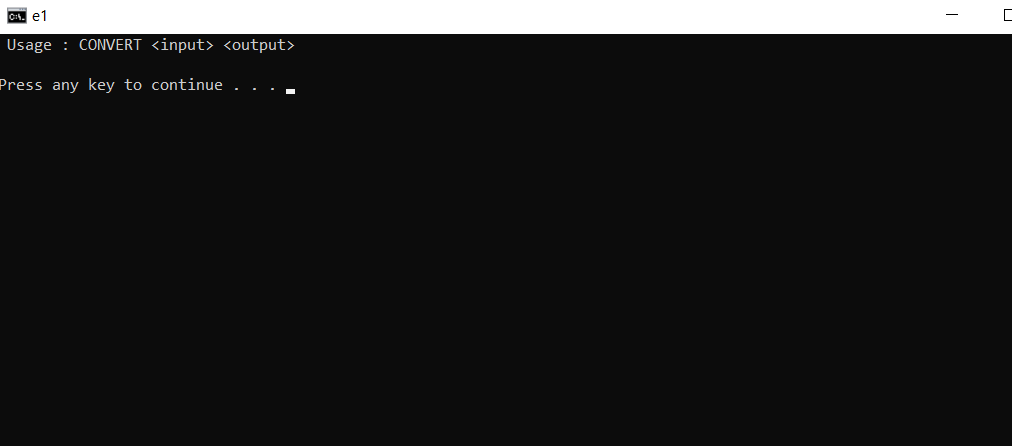 e1
Usage : CONVERT <input> <output>
Press any key to continue . . .